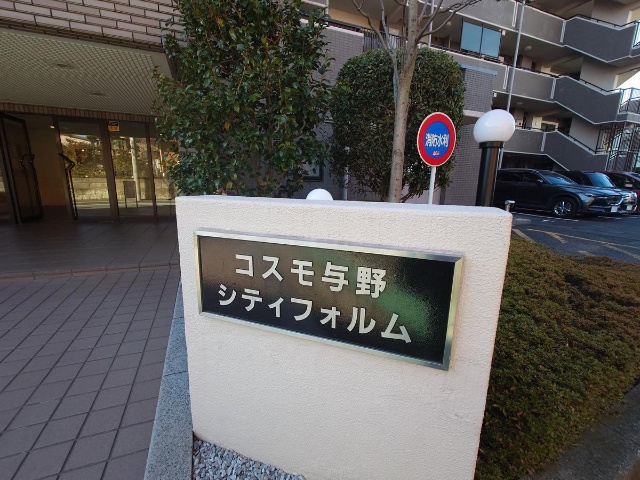 コスモ与野
シティフォルム
消防水利